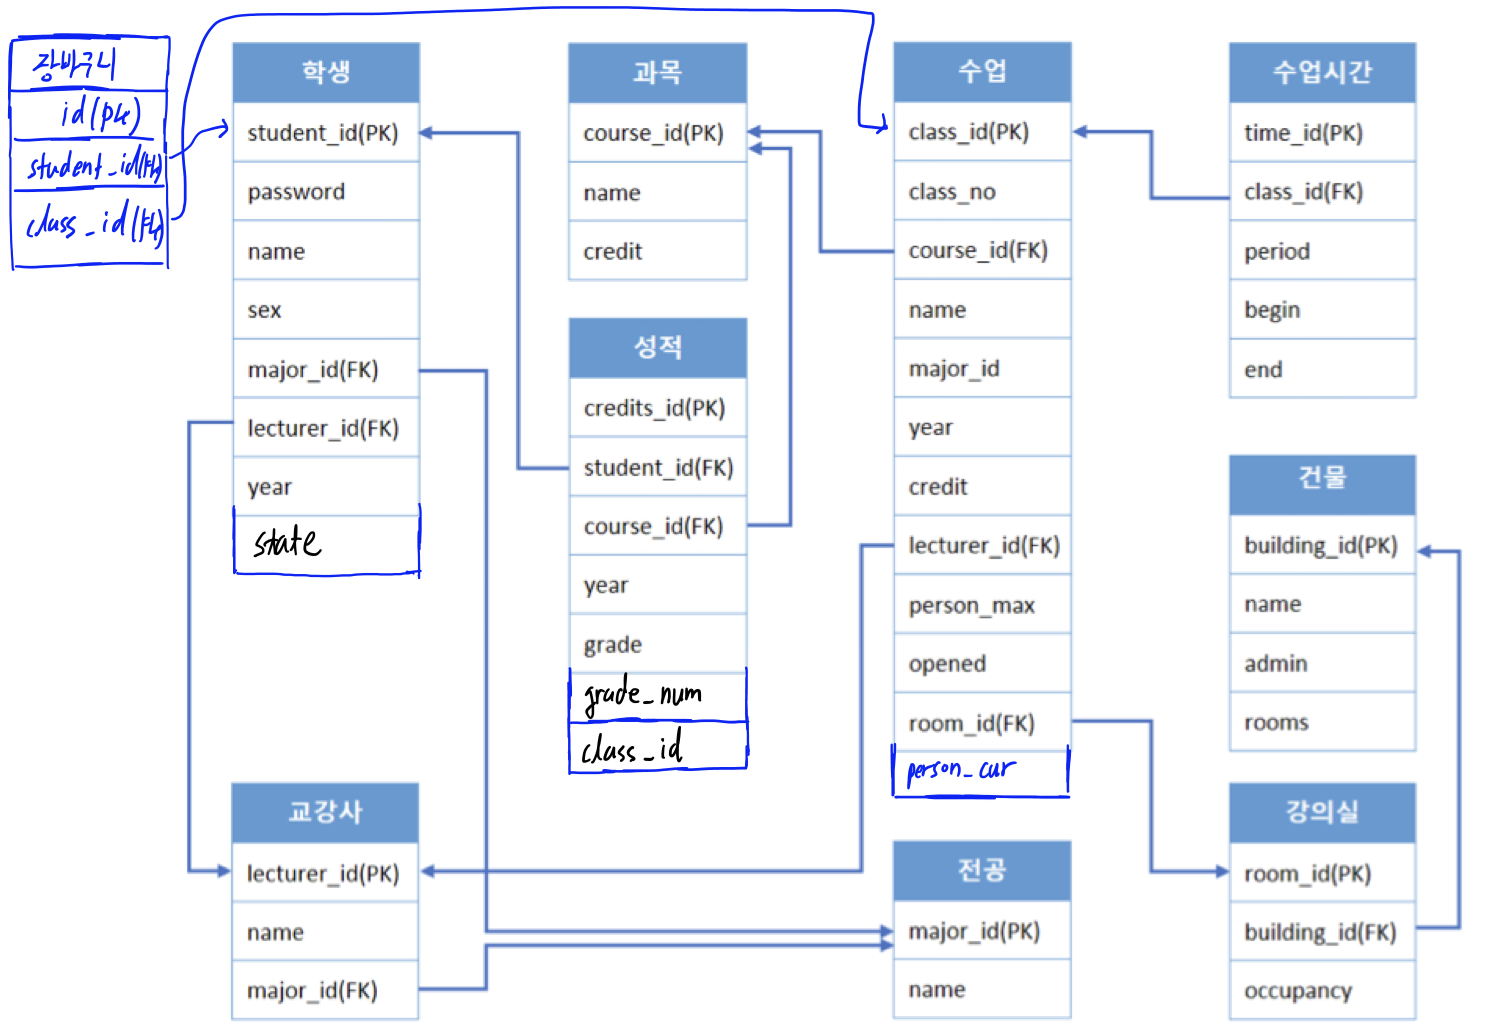 장바구니
id(pk)
student_id(fk)
class_id(fk)
학생
student_id(PK)
password
name
sex
major_id(FK)
lecturer_id(FK)
year
state
교강사
lecturer_id(PK)
name
major_id(FK)
과목
course_id(PK)
name
credit
성적
credits_id(PK)
student_id(FK)
course_id(FK)
year
grade
grade_num
class_id
수업
class_id(PK)
class_no
course_id(FK)
name
major_id
year
credit
lecturer_id(FK)
person_max
opened
room_id(FK)
person_cur
전공
major_id(PK)
name
수업시간
time_id(PK)
class_id(FK)
period
begin
end
건물
building_id(PK)
name
admin
rooms
강의실
room_id(PK)
building_id(FK)
occupancy